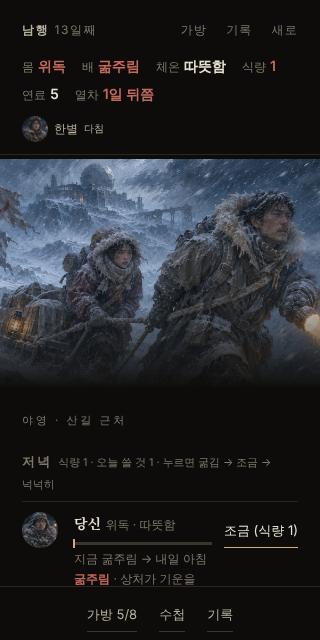 남행 13일째 가방 기록 새로
몸 위독 배 굶주림 체온 따뜻함 식량 1
연료 5 열차 1일 뒤쯤
한별 다침
야영 · 산길 근처
저녁 식량 1 · 오늘 쓸 것 1 · 누르면 굶김 → 조금 →
넉넉히
당신 위독 · 따뜻함
조금 (식량 1)
지금 굶주림 → 내일 아침
굶주림 · 상처가 기운을
가방 5/8 수첩 기록